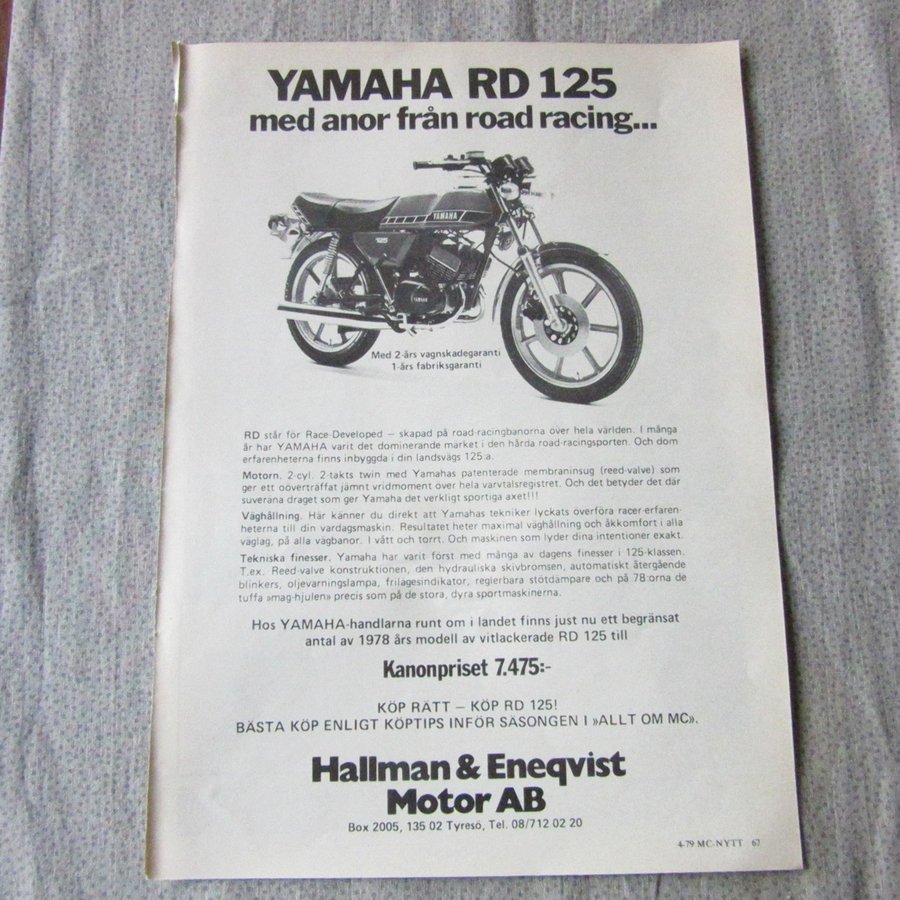 YAMAHA RD 125
med anor från road racing...
YAMAHA
125
YAMAHA
Med 2-års vagnskadegaranti
1-års fabriksgaranti
RD står för Race-Developed – skapad på road-racingbanorna över hela världen. I många
år har YAMAHA varit det dominerande märket i den hårda road-racingsporten. Och dom
erfarenheterna finns inbyggda i din landsvägs 125:a.
Motorn. 2-cyl. 2-takts twin med Yamahas patenterade membraninsug (reed-valve) som
ger ett oöverträffat jämnt vridmoment över hela varvtalsregistret. Och det betyder det där
suveräna draget som ger Yamaha det verkligt sportiga axet!!!
Väghållning. Här känner du direkt att Yamahas tekniker lyckats överföra racer-erfaren-
heterna till din vardagsmaskin. Resultatet heter maximal väghållning och åkkomfort i alla
väglag, på alla vägbanor. I vått och torrt. Och maskinen som lyder dina intentioner exakt.
Tekniska finesser. Yamaha har varit först med många av dagens finesser i 125-klassen.
T.ex. Reed-valve konstruktionen, den hydrauliska skivbromsen, automatiskt återgående
blinkers, oljevarningslampa, frilägesindikator, reglerbara stötdämpare och på 78:orna de
tuffa »mag-hjulen» precis som på de stora, dyra sportmaskinerna.
Hos YAMAHA-handlarna runt om i landet finns just nu ett begränsat
antal av 1978 års modell av vitlackerade RD 125 till
Kanonpriset 7.475:-
KÖP RÄTT – KÖP RD 125!
BÄSTA KÖP ENLIGT KÖPTIPS INFÖR SÄSONGEN I »ALLT OM MC».
Hallman & Eneqvist
Motor AB
Box 2005, 135 02 Tyresö, Tel. 08/712 02 20
4-79 MC-NYTT 67